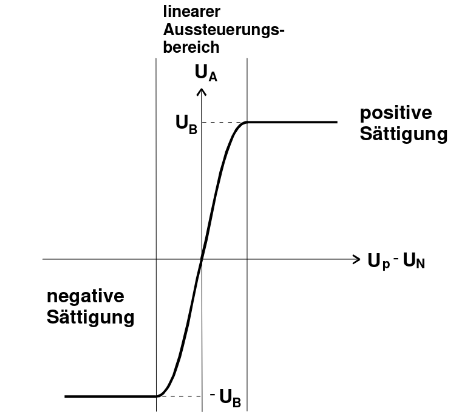 linearer
Aussteuerungs-
bereich
U_A
U_B
positive
Sättigung
U_p - U_N
negative
Sättigung
- U_B